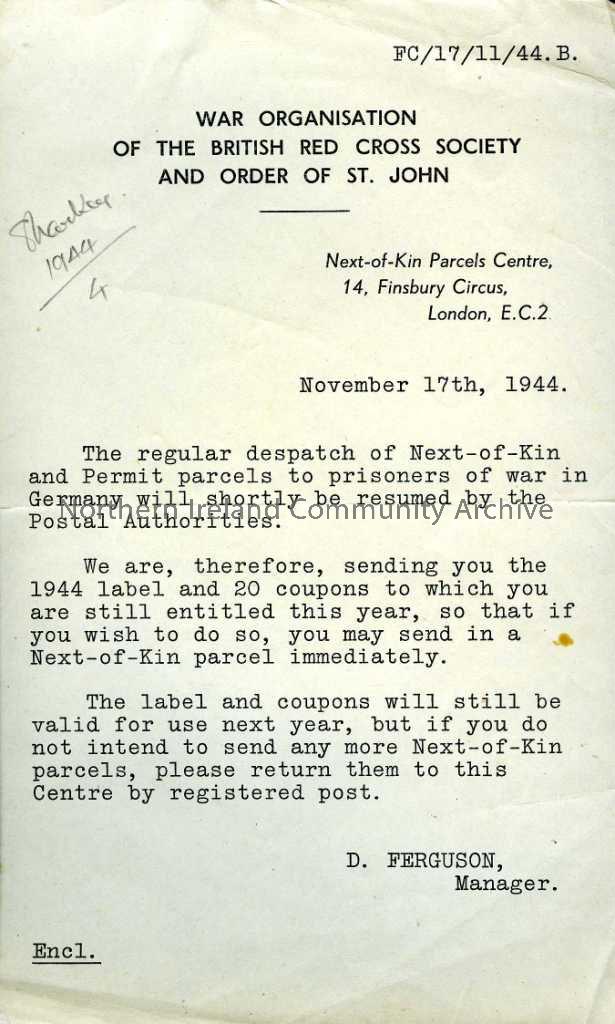 FC/17/11/44.B.
WAR ORGANISATION
OF THE BRITISH RED CROSS SOCIETY
AND ORDER OF ST. JOHN
1944
4
Next-of-Kin Parcels Centre,
14, Finsbury Circus,
London, E.C.2.
November 17th, 1944.
The regular despatch of Next-of-Kin
and Permit parcels to prisoners of war in
Germany will shortly be resumed by the
Northern Ireland Community Archive
Postal Authorities.
We are, therefore, sending you the
1944 label and 20 coupons to which you
are still entitled this year, so that if
you wish to do so, you may send in a
Next-of-Kin parcel immediately.
The label and coupons will still be
valid for use next year, but if you do
not intend to send any more Next-of-Kin
parcels, please return them to this
Centre by registered post.
D. FERGUSON,
Manager.
Encl.